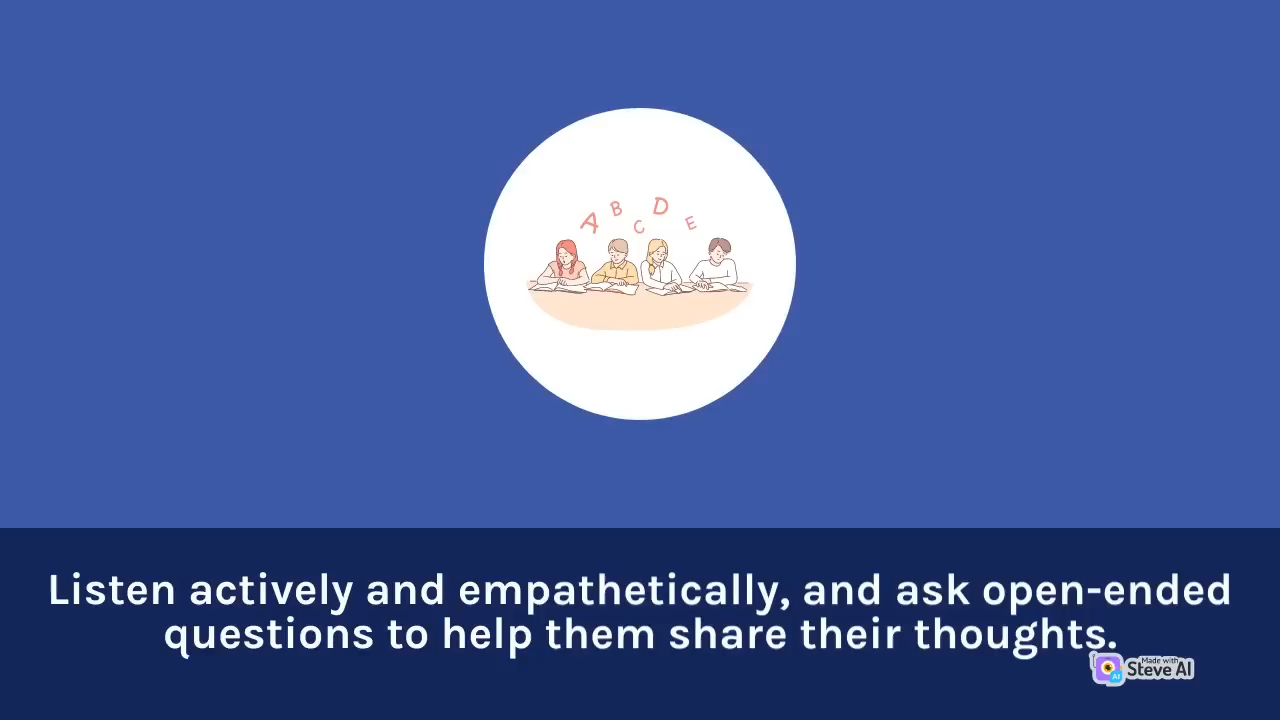 A B C D E
Listen actively and empathetically, and ask open-ended
questions to help them share their thoughts.
Made with
Steve AI
AI